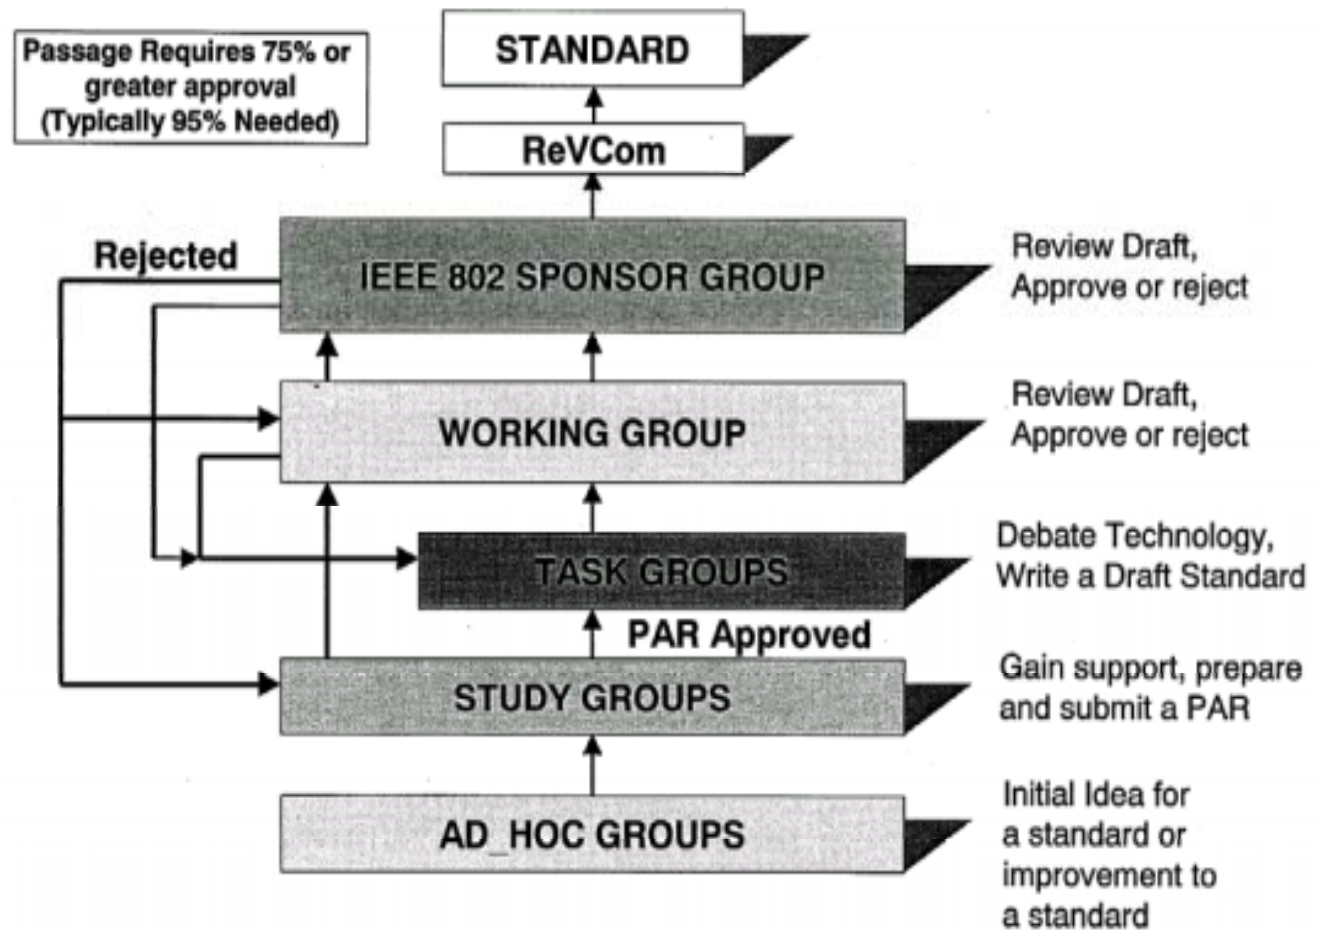 Passage Requires 75% or
greater approval
(Typically 95% Needed)
STANDARD
ReVCom
Rejected
IEEE 802 SPONSOR GROUP
Review Draft,
Approve or reject
WORKING GROUP
Review Draft,
Approve or reject
TASK GROUPS
Debate Technology,
Write a Draft Standard
PAR Approved
STUDY GROUPS
Gain support, prepare
and submit a PAR
AD_HOC GROUPS
Initial Idea for
a standard or
improvement to
a standard